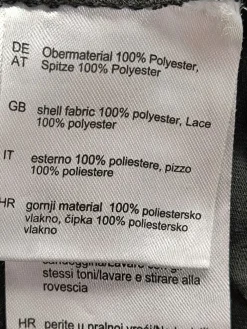 DE Obermaterial 100% Polyester,
AT Spitze 100% Polyester
GB shell fabric 100% polyester, Lace
100% polyester
IT esterno 100% poliestere, pizzo
100% poliestere
HR gornji material 100% poliestersko
vlakno, čipka 100% poliestersko
vlakno
stessi toni/lavare e stirare alla
rovescia
HR perite u